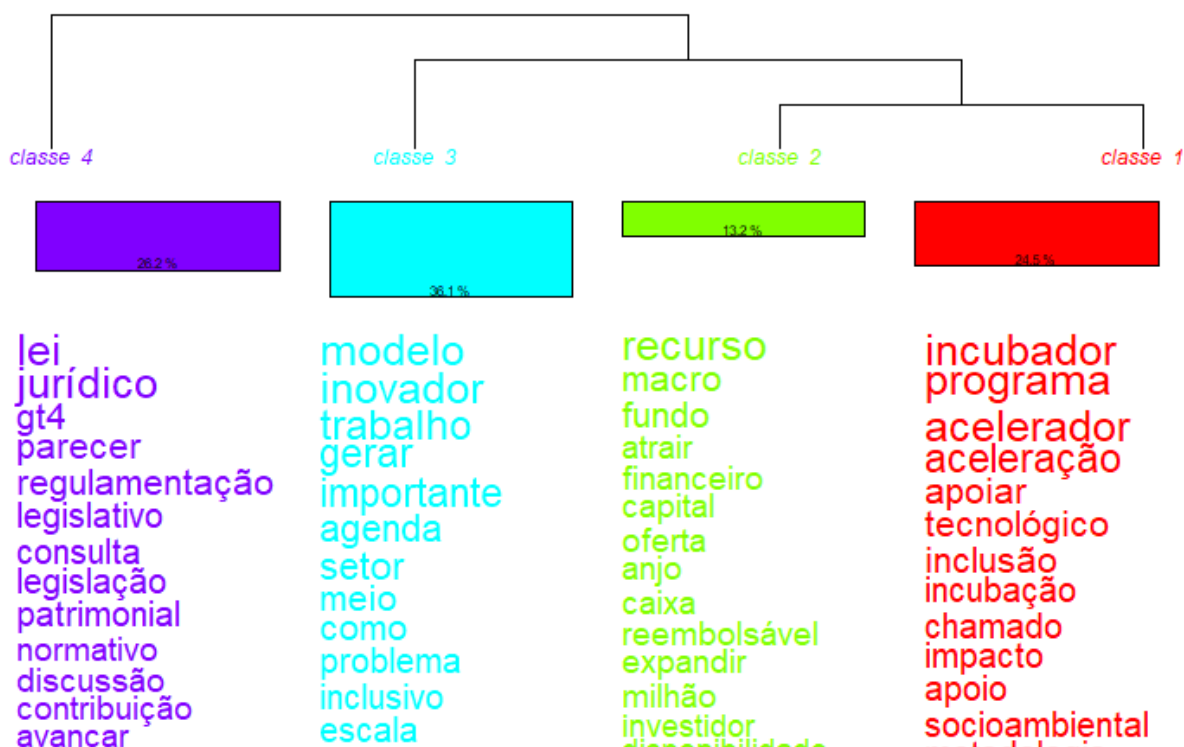 classe 4
classe 3
classe 2
classe 1
26.2 %
36.1 %
13.2 %
24.5 %
lei
jurídico
gt4
parecer
regulamentação
legislativo
consulta
legislação
patrimonial
normativo
discussão
contribuição
avançar
modelo
inovador
trabalho
gerar
importante
agenda
setor
meio
como
problema
inclusivo
escala
recurso
macro
fundo
atrair
financeiro
capital
oferta
anjo
caixa
reembolsável
expandir
milhão
investidor
disponibilidade
incubador
programa
acelerador
aceleração
apoiar
tecnológico
inclusão
incubação
chamado
impacto
apoio
socioambiental